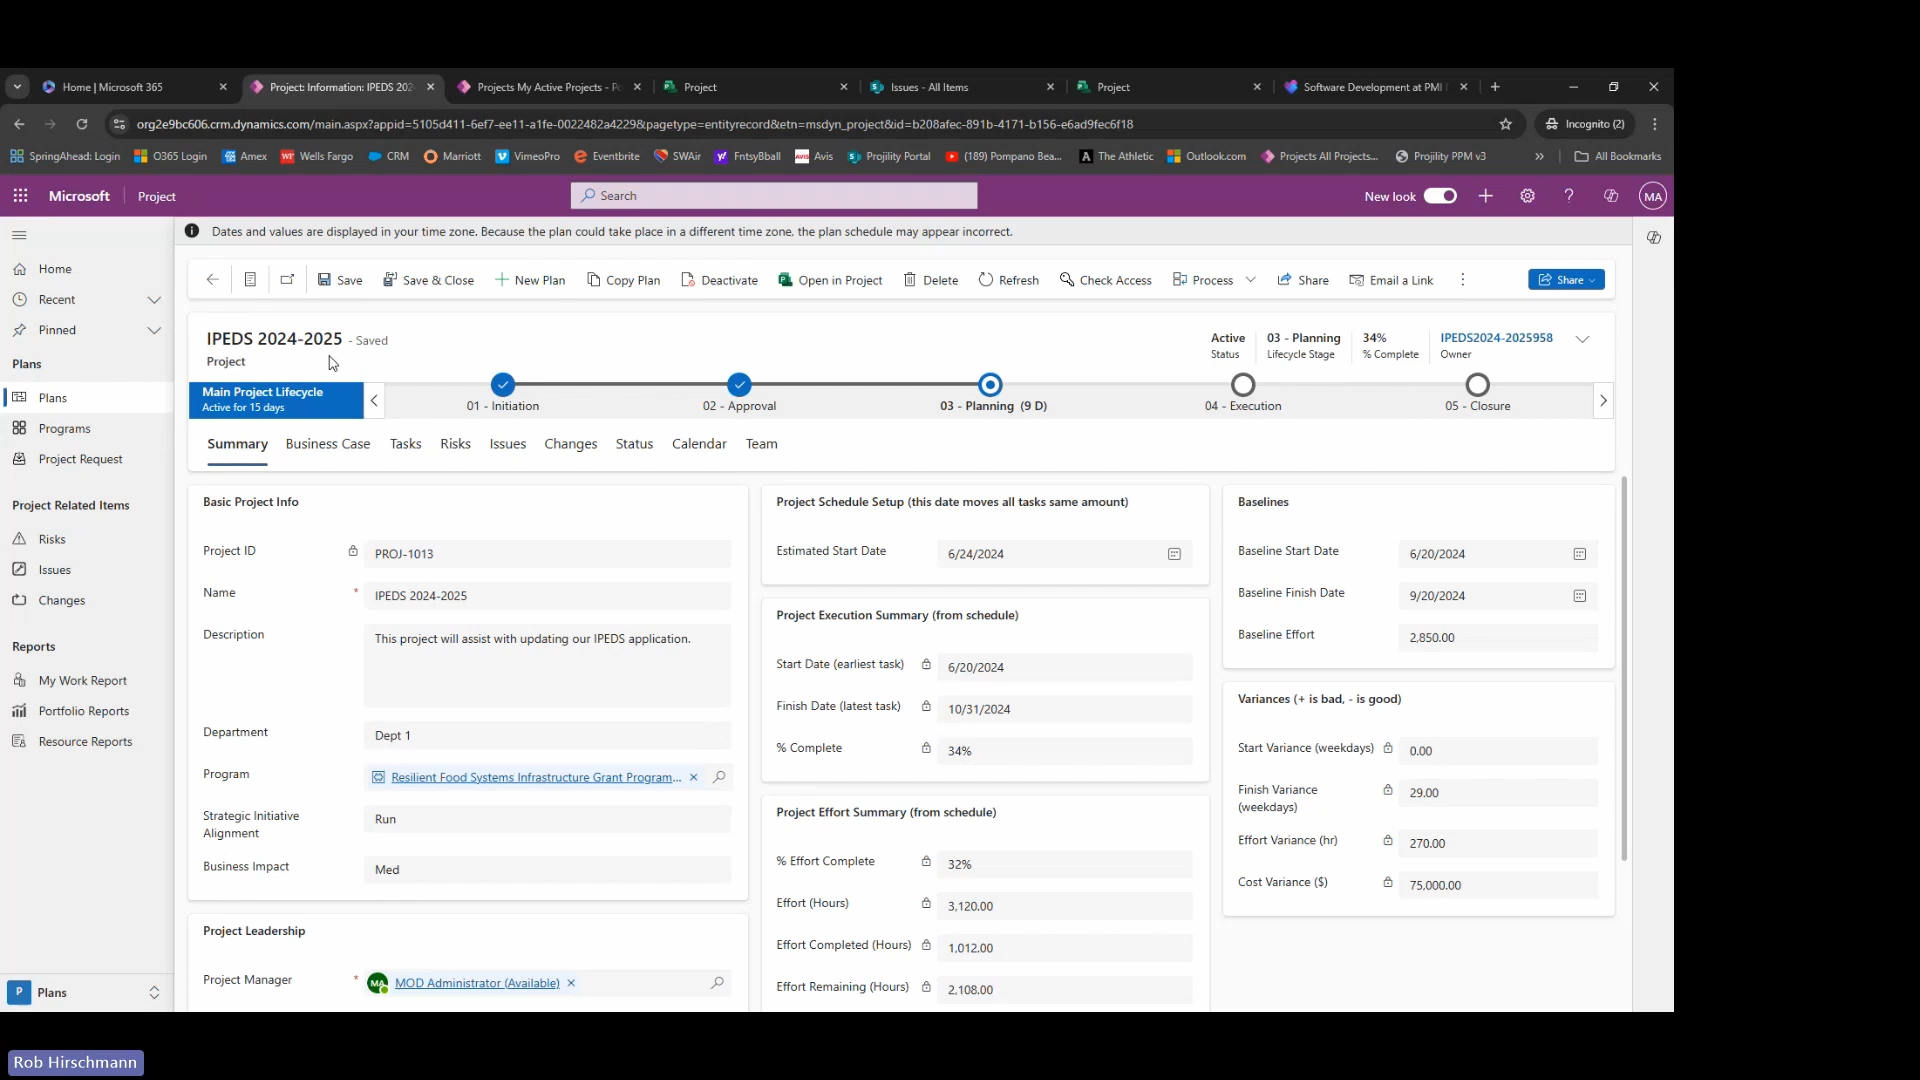 Home | Microsoft 365
Project: Information: IPEDS 202
Projects My Active Projects - Po
Project
Issues - All Items
Project
Software Development at PMI
org2e9bc606.crm.dynamics.com/main.aspx?appid=5105d411-6ef7-ee11-a1fe-0022482a4229&pagetype=entityrecord&etn=msdyn_project&id=b208afec-891b-4171-b156-e6ad9fec6f18
Incognito (2)
SpringAhead: Login
O365 Login
Amex
Wells Fargo
CRM
Marriott
VimeoPro
Eventbrite
SWAir
FntsyBball
Avis
Projility Portal
(189) Pompano Bea...
The Athletic
Outlook.com
Projects All Projects...
Projility PPM v3
All Bookmarks
Microsoft
Project
Search
New look
MA
Dates and values are displayed in your time zone. Because the plan could take place in a different time zone, the plan schedule may appear incorrect.
Save
Save & Close
New Plan
Copy Plan
Deactivate
Open in Project
Delete
Refresh
Check Access
Process
Share
Email a Link
Share
Home
Recent
Pinned
Plans
Plans
Programs
Project Request
Project Related Items
Risks
Issues
Changes
Reports
My Work Report
Portfolio Reports
Resource Reports
P Plans
IPEDS 2024-2025 - Saved
Project
Active
Status
03 - Planning
Lifecycle Stage
34%
% Complete
IPEDS2024-2025958
Owner
Main Project Lifecycle
Active for 15 days
01 - Initiation
02 - Approval
03 - Planning (9 D)
04 - Execution
05 - Closure
Summary
Business Case
Tasks
Risks
Issues
Changes
Status
Calendar
Team
Basic Project Info
Project ID
PROJ-1013
Name
*
IPEDS 2024-2025
Description
This project will assist with updating our IPEDS application.
Department
Dept 1
Program
Resilient Food Systems Infrastructure Grant Program...
Strategic Initiative
Alignment
Run
Business Impact
Med
Project Leadership
Project Manager
*
MA
MOD Administrator (Available)
Project Schedule Setup (this date moves all tasks same amount)
Estimated Start Date
6/24/2024
Project Execution Summary (from schedule)
Start Date (earliest task)
6/20/2024
Finish Date (latest task)
10/31/2024
% Complete
34%
Project Effort Summary (from schedule)
% Effort Complete
32%
Effort (Hours)
3,120.00
Effort Completed (Hours)
1,012.00
Effort Remaining (Hours)
2,108.00
Baselines
Baseline Start Date
6/20/2024
Baseline Finish Date
9/20/2024
Baseline Effort
2,850.00
Variances (+ is bad, - is good)
Start Variance (weekdays)
0.00
Finish Variance
(weekdays)
29.00
Effort Variance (hr)
270.00
Cost Variance ($)
75,000.00
Rob Hirschmann